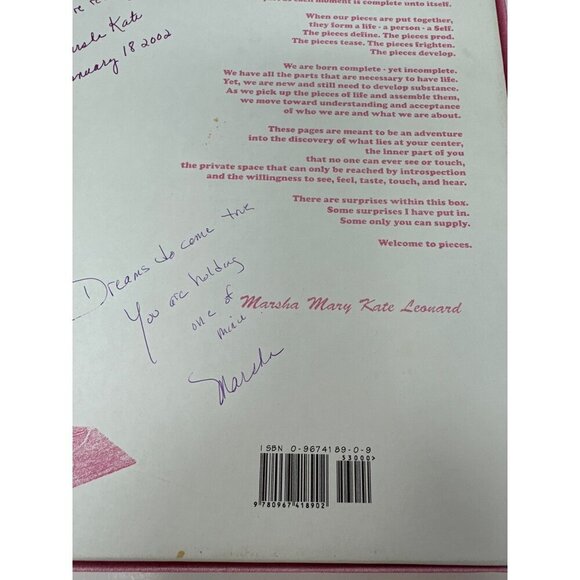 moment is complete unto itself.
When our pieces are put together,
they form a life - a person - a Self.
The pieces define. The pieces prod.
The pieces tease. The pieces frighten.
The pieces develop.
Kate
January 18 2002
We are born complete - yet incomplete.
We have all the parts that are necessary to have life.
Yet, we are new and still need to develop substance.
As we pick up the pieces of life and assemble them,
we move toward understanding and acceptance
of who we are and what we are about.
These pages are meant to be an adventure
into the discovery of what lies at your center,
the inner part of you
that no one can ever see or touch,
the private space that can only be reached by introspection
and the willingness to see, feel, taste, touch, and hear.
There are surprises within this box.
Some surprises I have put in.
Some only you can supply.
Welcome to pieces.
Dreams do come true
You are holding
one of
mine
Marsha
Marsha Mary Kate Leonard
ISBN 0-9674189-0-9
53000>
9 780967 418902